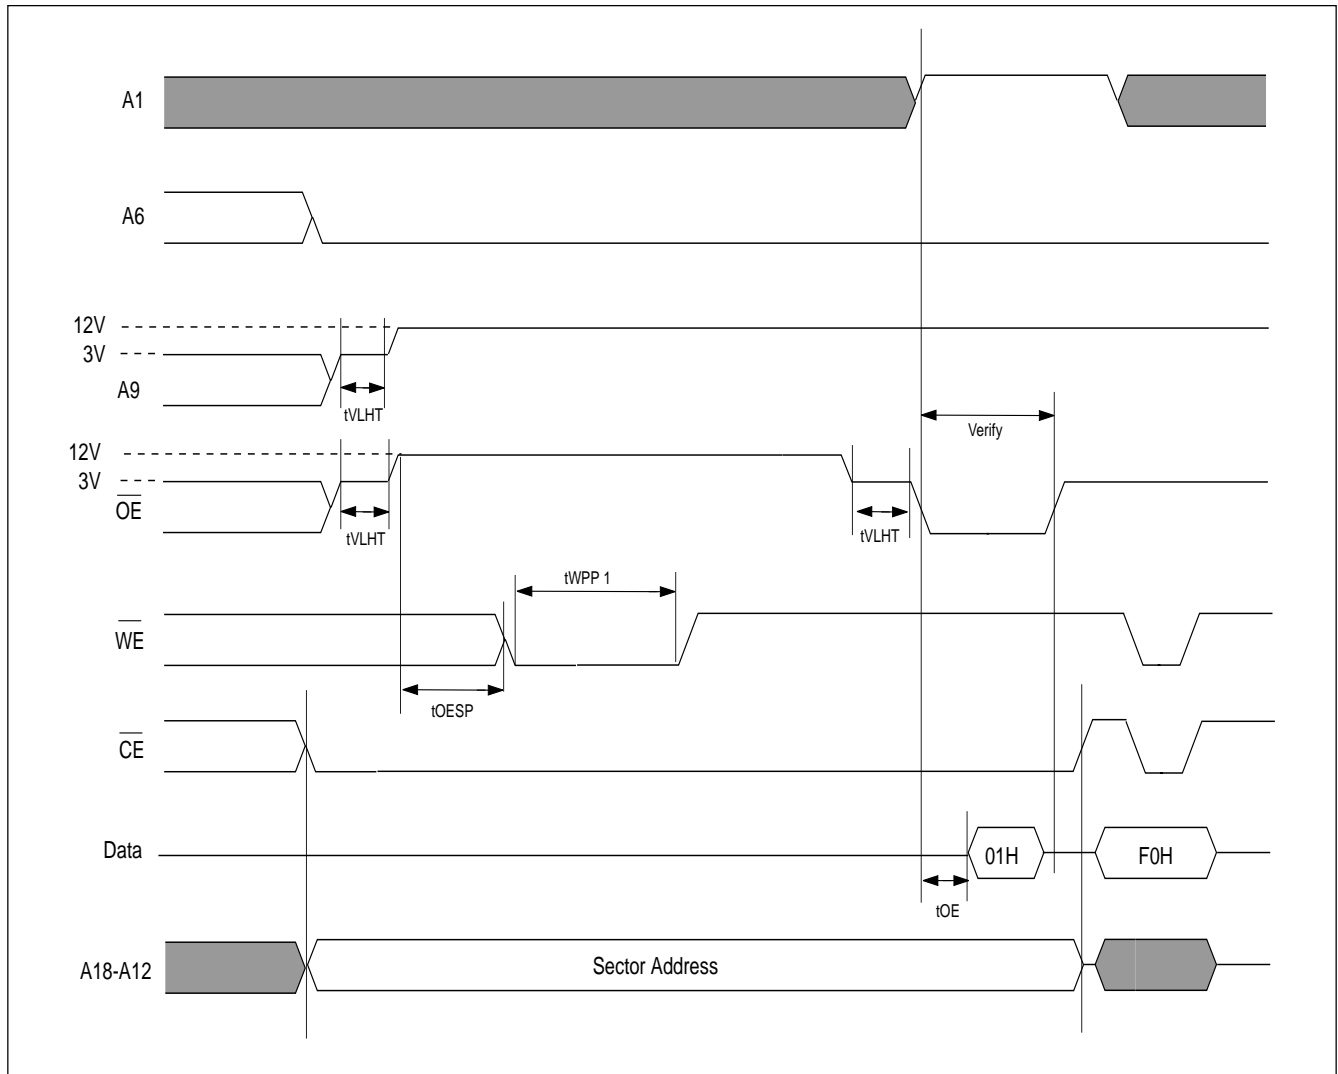 A1
A6
12V
3V
A9
tVLHT
Verify
12V
3V
OE
tVLHT
tVLHT
tWPP 1
WE
tOESP
CE
Data
01H
F0H
tOE
A18-A12
Sector Address